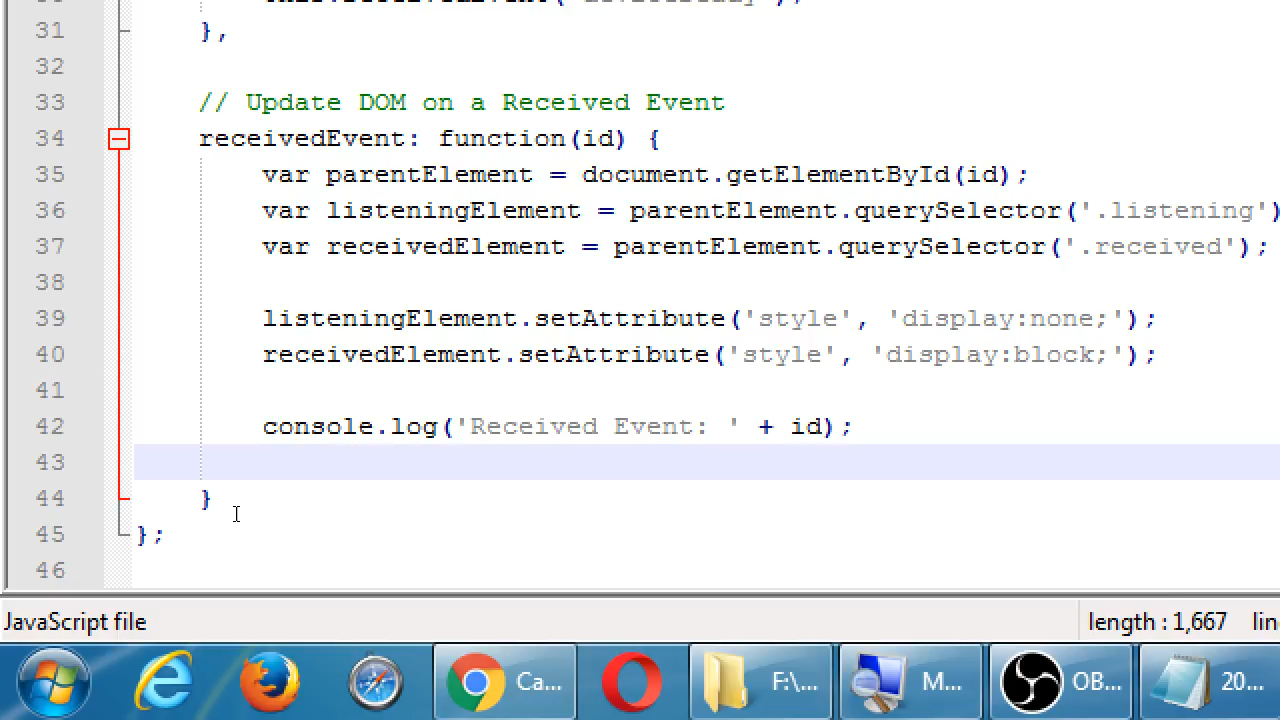 31 },
32
33 // Update DOM on a Received Event
34 receivedEvent: function(id) {
35 var parentElement = document.getElementById(id);
36 var listeningElement = parentElement.querySelector('.listening')
37 var receivedElement = parentElement.querySelector('.received');
38
39 listeningElement.setAttribute('style', 'display:none;');
40 receivedElement.setAttribute('style', 'display:block;');
41
42 console.log('Received Event: ' + id);
43
44 }
45 };
46
JavaScript file length : 1,667 lin
Ca... F:\... M... OB... 20...